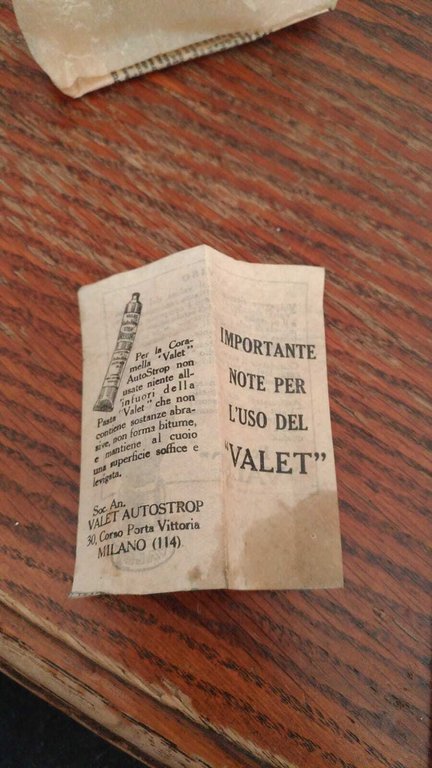 Per la Cora-
mella "Valet"
AutoStrop non
usate niente all-
infuori della
Pasta "Valet" che non
contiene sostanze abra-
sive, non forma bitume,
e mantiene al cuoio
una superficie soffice e
levigata.
Soc. An.
VALET AUTOSTROP
30, Corso Porta Vittoria
MILANO (114)
IMPORTANTE
NOTE PER
L'USO DEL
"VALET"